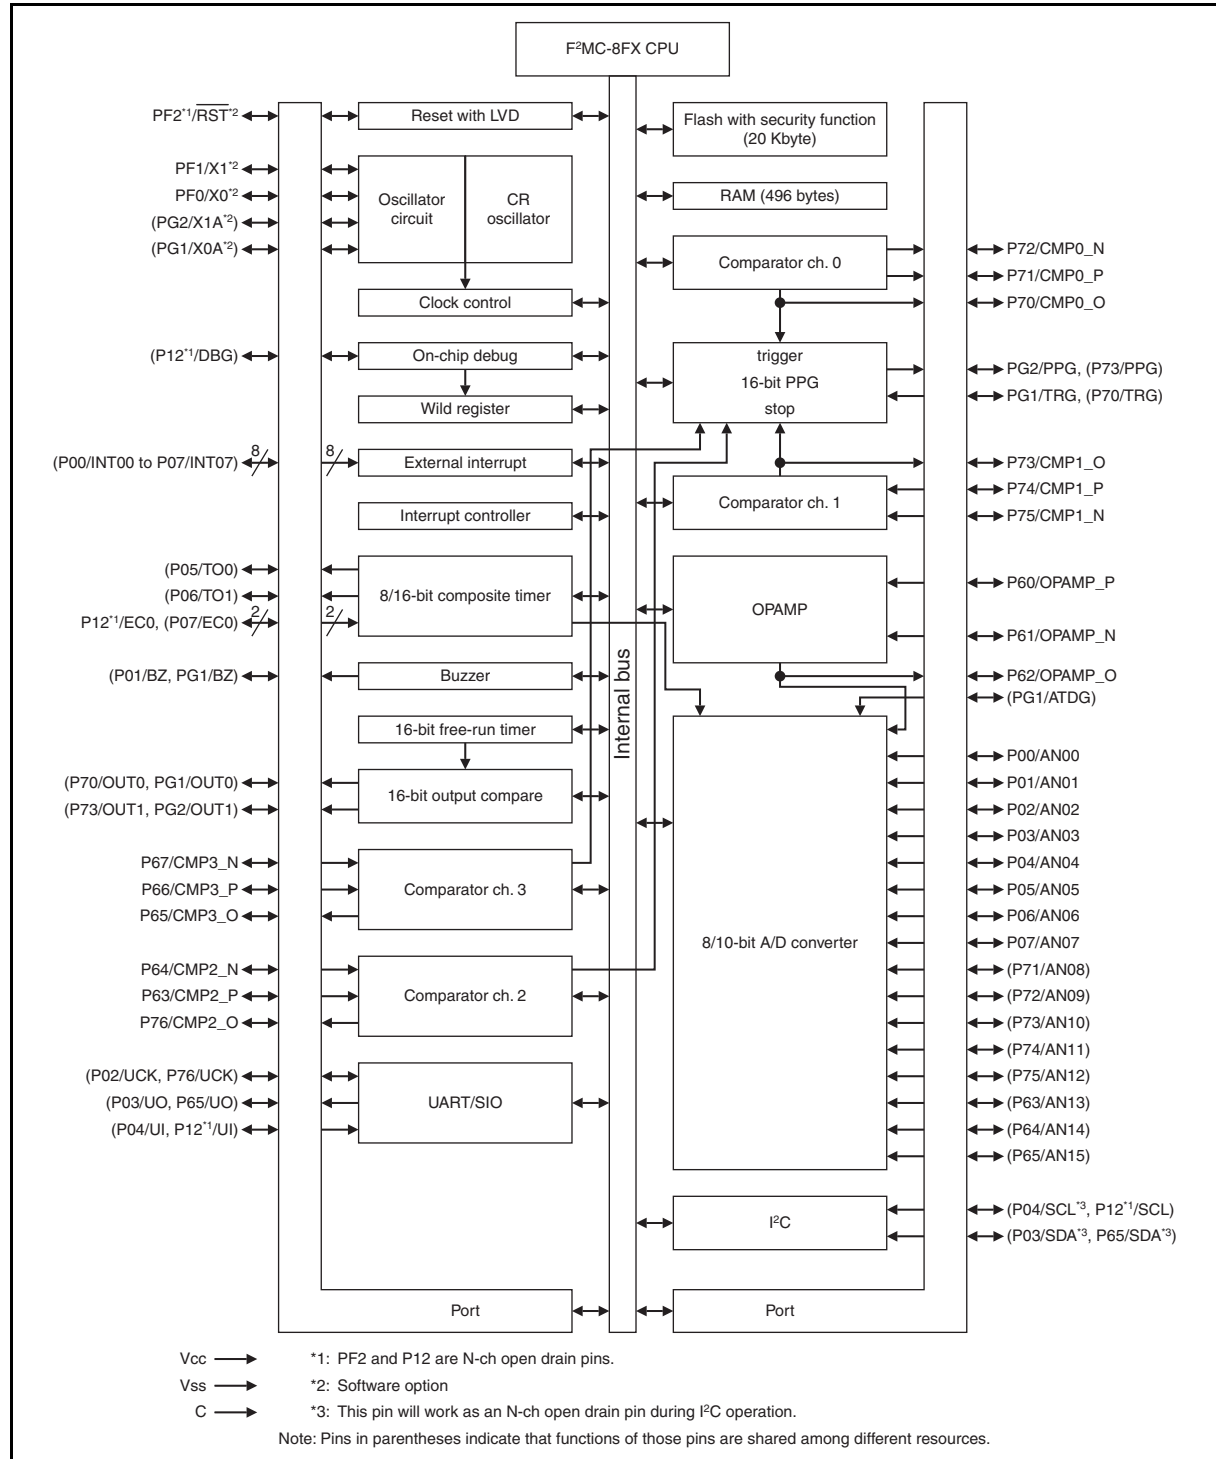 F²MC-8FX CPU
PF2*1/RST*2
Reset with LVD
Flash with security function
(20 Kbyte)
PF1/X1*2
PF0/X0*2
(PG2/X1A*2)
(PG1/X0A*2)
Oscillator
circuit
CR
oscillator
RAM (496 bytes)
Comparator ch. 0
P72/CMP0_N
P71/CMP0_P
P70/CMP0_O
Clock control
(P12*1/DBG)
On-chip debug
Wild register
trigger
16-bit PPG
stop
PG2/PPG, (P73/PPG)
PG1/TRG, (P70/TRG)
(P00/INT00 to P07/INT07)
8
8
External interrupt
P73/CMP1_O
P74/CMP1_P
P75/CMP1_N
Comparator ch. 1
Interrupt controller
(P05/TO0)
(P06/TO1)
P12*1/EC0, (P07/EC0)
2
2
8/16-bit composite timer
OPAMP
P60/OPAMP_P
P61/OPAMP_N
P62/OPAMP_O
(PG1/ATDG)
(P01/BZ, PG1/BZ)
Buzzer
Internal bus
16-bit free-run timer
(P70/OUT0, PG1/OUT0)
(P73/OUT1, PG2/OUT1)
16-bit output compare
P67/CMP3_N
P66/CMP3_P
P65/CMP3_O
Comparator ch. 3
P64/CMP2_N
P63/CMP2_P
P76/CMP2_O
Comparator ch. 2
(P02/UCK, P76/UCK)
(P03/UO, P65/UO)
(P04/UI, P12*1/UI)
UART/SIO
8/10-bit A/D converter
P00/AN00
P01/AN01
P02/AN02
P03/AN03
P04/AN04
P05/AN05
P06/AN06
P07/AN07
(P71/AN08)
(P72/AN09)
(P73/AN10)
(P74/AN11)
(P75/AN12)
(P63/AN13)
(P64/AN14)
(P65/AN15)
I²C
(P04/SCL*3, P12*1/SCL)
(P03/SDA*3, P65/SDA*3)
Port
Port
Vcc
Vss
C
*1: PF2 and P12 are N-ch open drain pins.
*2: Software option
*3: This pin will work as an N-ch open drain pin during I²C operation.
Note: Pins in parentheses indicate that functions of those pins are shared among different resources.